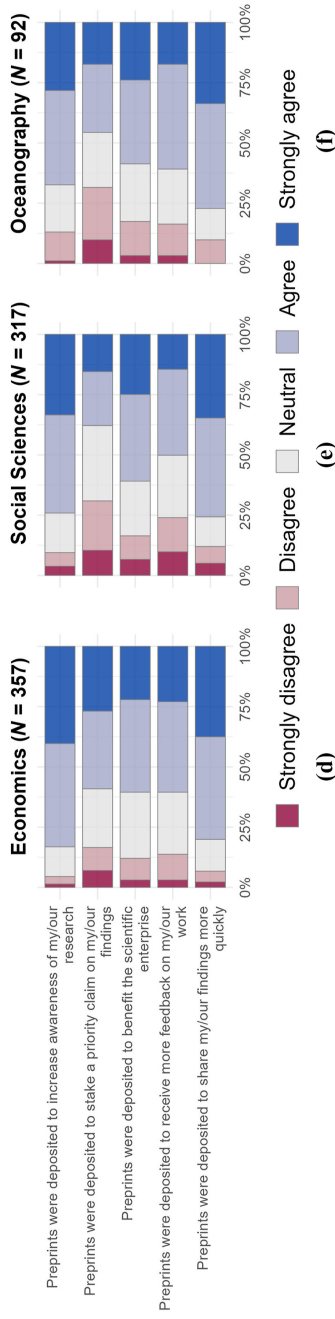 Economics (N = 357)
Social Sciences (N = 317)
Oceanography (N = 92)
Preprints were deposited to increase awareness of my/our
research
Preprints were deposited to stake a priority claim on my/our
findings
Preprints were deposited to benefit the scientific
enterprise
Preprints were deposited to receive more feedback on my/our
work
Preprints were deposited to share my/our findings more
quickly
0% 25% 50% 75% 100%
0% 25% 50% 75% 100%
0% 25% 50% 75% 100%
Strongly disagree Disagree Neutral Agree Strongly agree
(d) (e) (f)